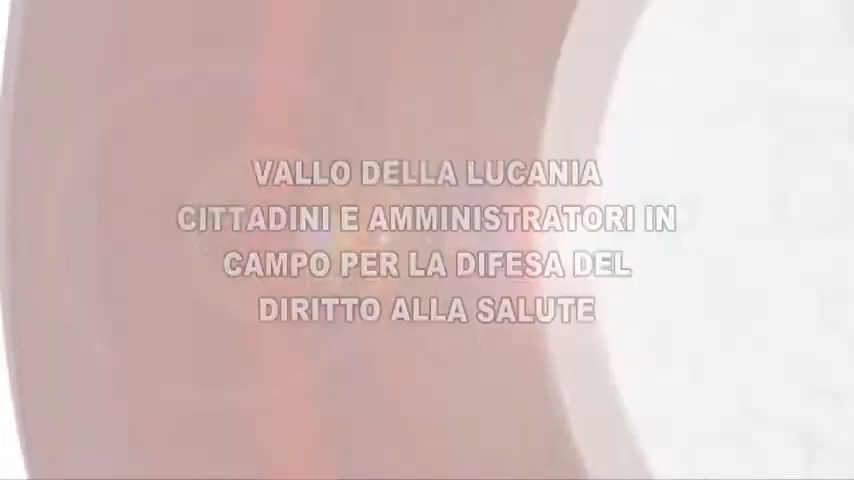 VALLO DELLA LUCANIA
CITTADINI E AMMINISTRATORI IN
CAMPO PER LA DIFESA DEL
DIRITTO ALLA SALUTE